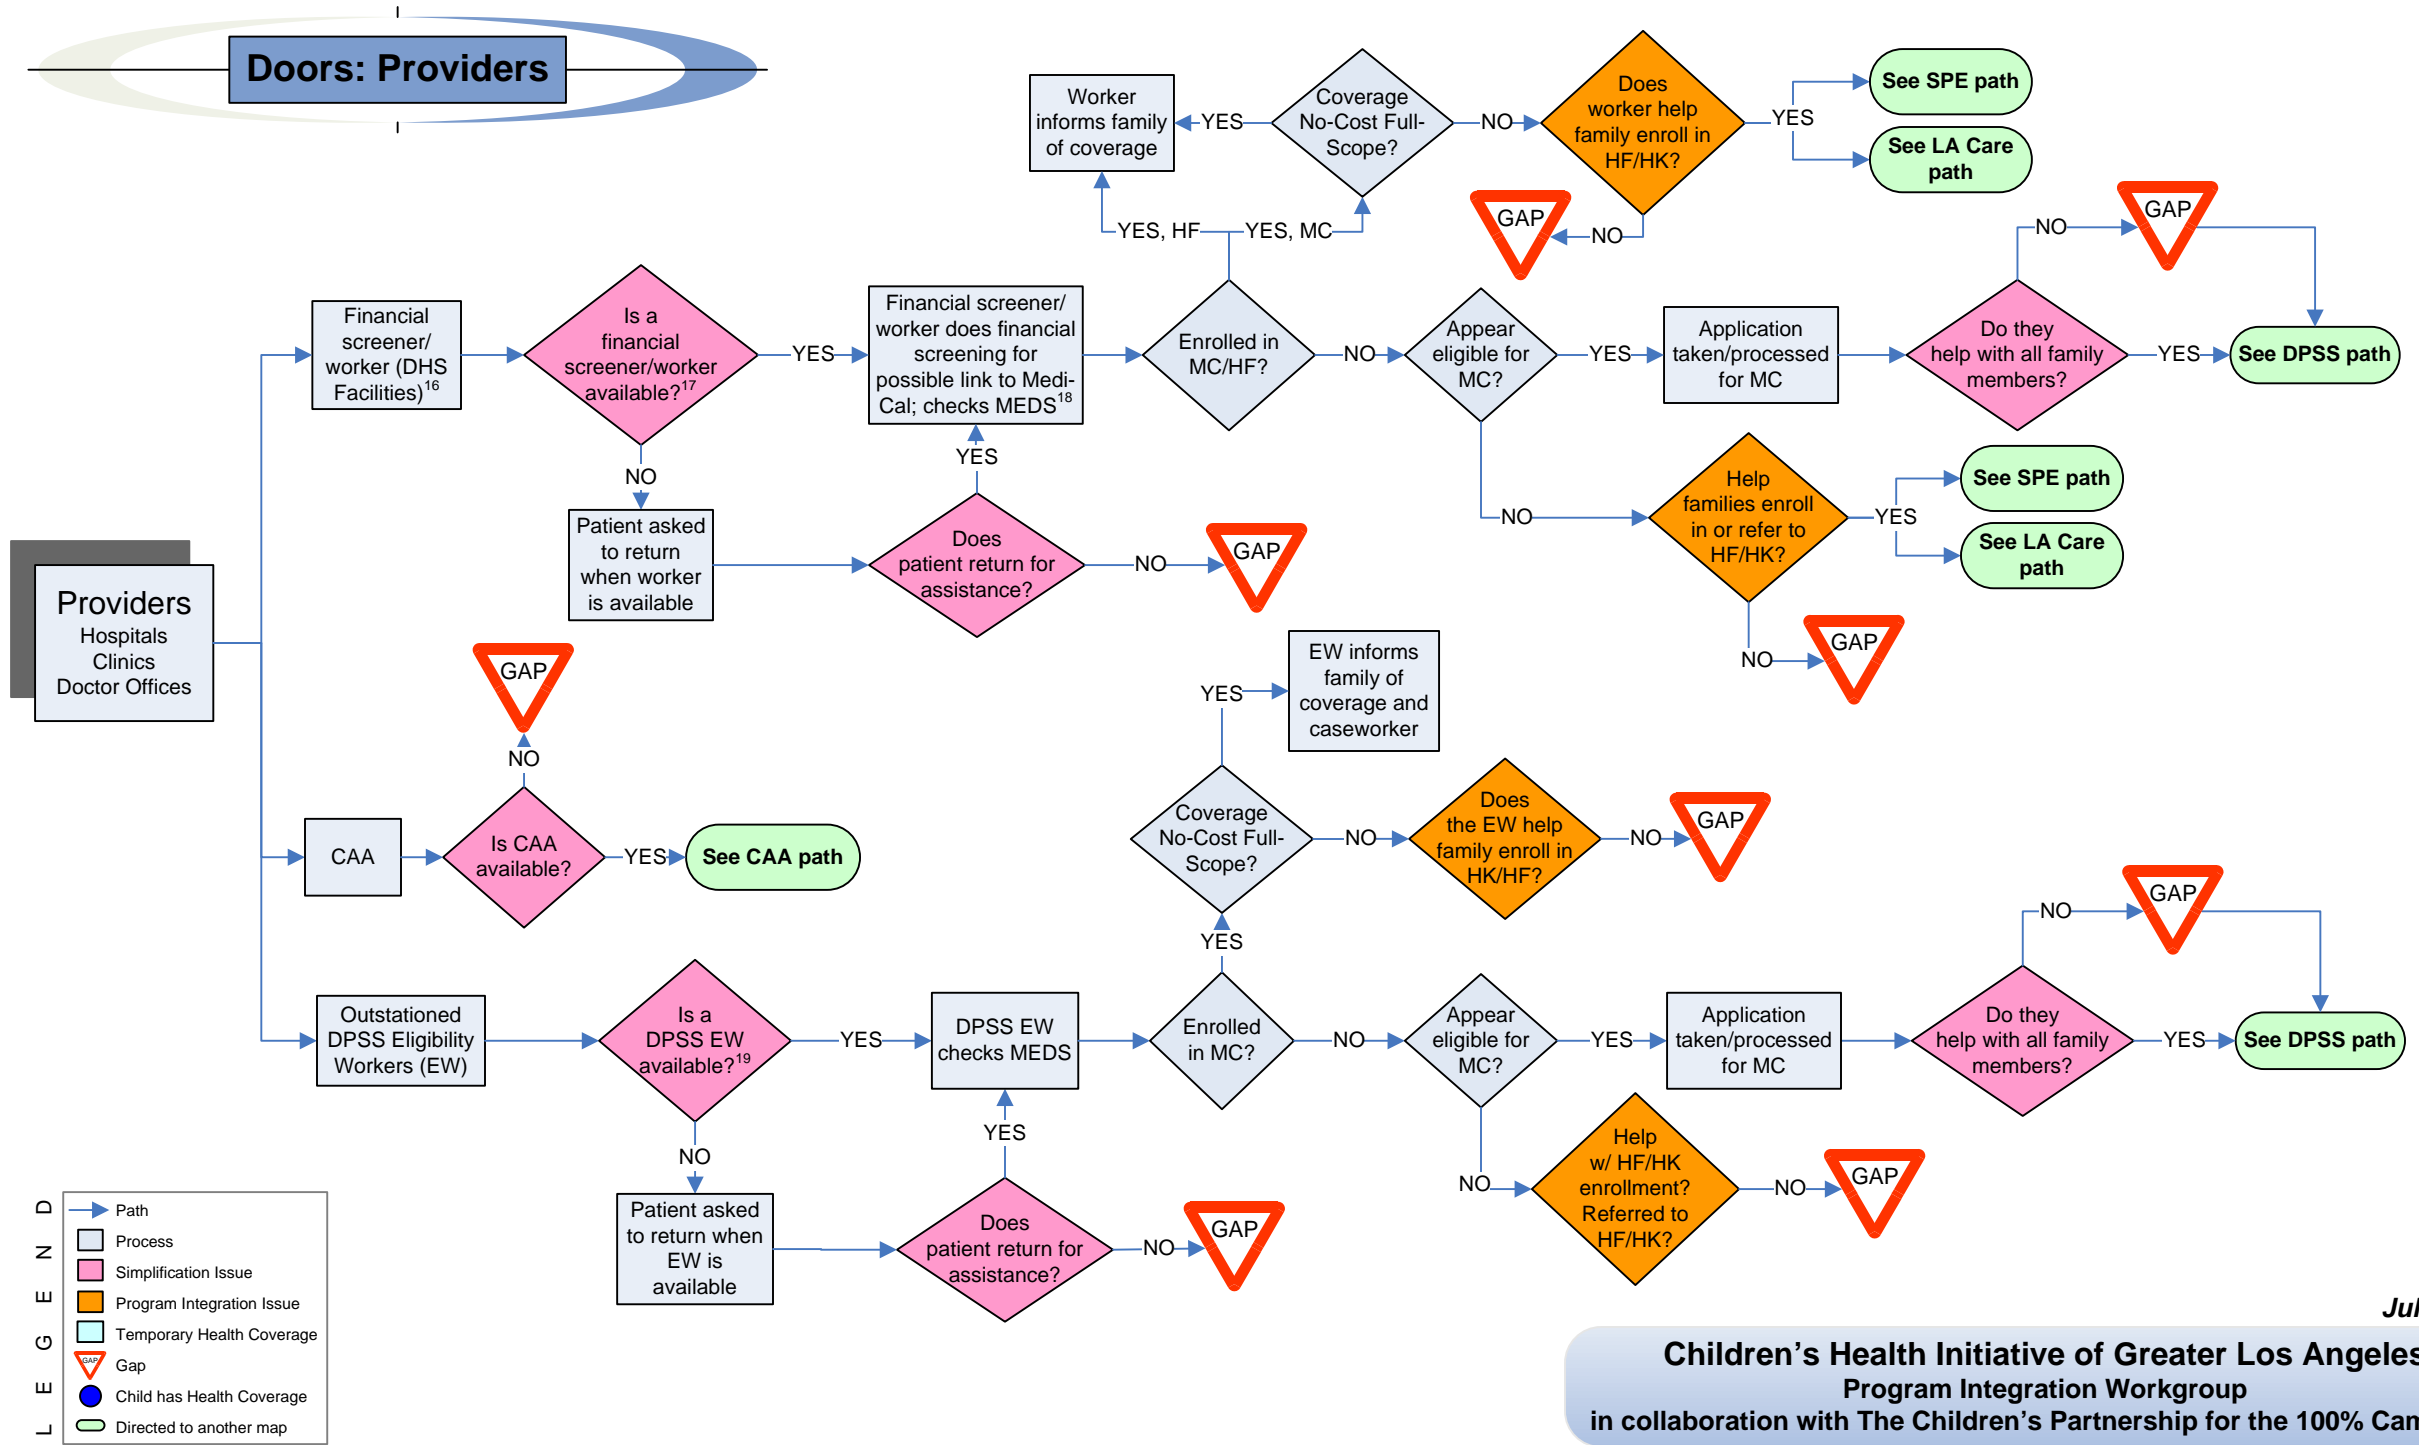 Doors: Providers
Worker
informs family
of coverage
YES
Coverage
No-Cost Full-
Scope?
NO
Does
worker help
family enroll in
HF/HK?
YES
See SPE path
See LA Care
path
GAP
NO
YES, HF
YES, MC
NO
GAP
Financial
screener/
worker (DHS
Facilities)16
Is a
financial
screener/worker
available?17
YES
Financial screener/
worker does financial
screening for
possible link to Medi-
Cal; checks MEDS18
Enrolled in
MC/HF?
NO
Appear
eligible for
MC?
YES
Application
taken/processed
for MC
Do they
help with all family
members?
YES
See DPSS path
NO
Patient asked
to return
when worker
is available
YES
Does
patient return for
assistance?
NO
GAP
NO
Help
families enroll
in or refer to
HF/HK?
YES
See SPE path
See LA Care
path
NO
GAP
Providers
Hospitals
Clinics
Doctor Offices
GAP
NO
CAA
Is CAA
available?
YES
See CAA path
YES
EW informs
family of
coverage and
caseworker
Coverage
No-Cost Full-
Scope?
NO
Does
the EW help
family enroll in
HK/HF?
NO
GAP
YES
NO
GAP
Outstationed
DPSS Eligibility
Workers (EW)
Is a
DPSS EW
available?19
YES
DPSS EW
checks MEDS
Enrolled
in MC?
NO
Appear
eligible for
MC?
YES
Application
taken/processed
for MC
Do they
help with all family
members?
YES
See DPSS path
NO
Patient asked
to return when
EW is
available
YES
Does
patient return for
assistance?
NO
GAP
NO
Help
w/ HF/HK
enrollment?
Referred to
HF/HK?
NO
GAP
LEGEND
Path
Process
Simplification Issue
Program Integration Issue
Temporary Health Coverage
GAP
Gap
Child has Health Coverage
Directed to another map
Jul
Children's Health Initiative of Greater Los Angeles
Program Integration Workgroup
in collaboration with The Children's Partnership for the 100% Cam